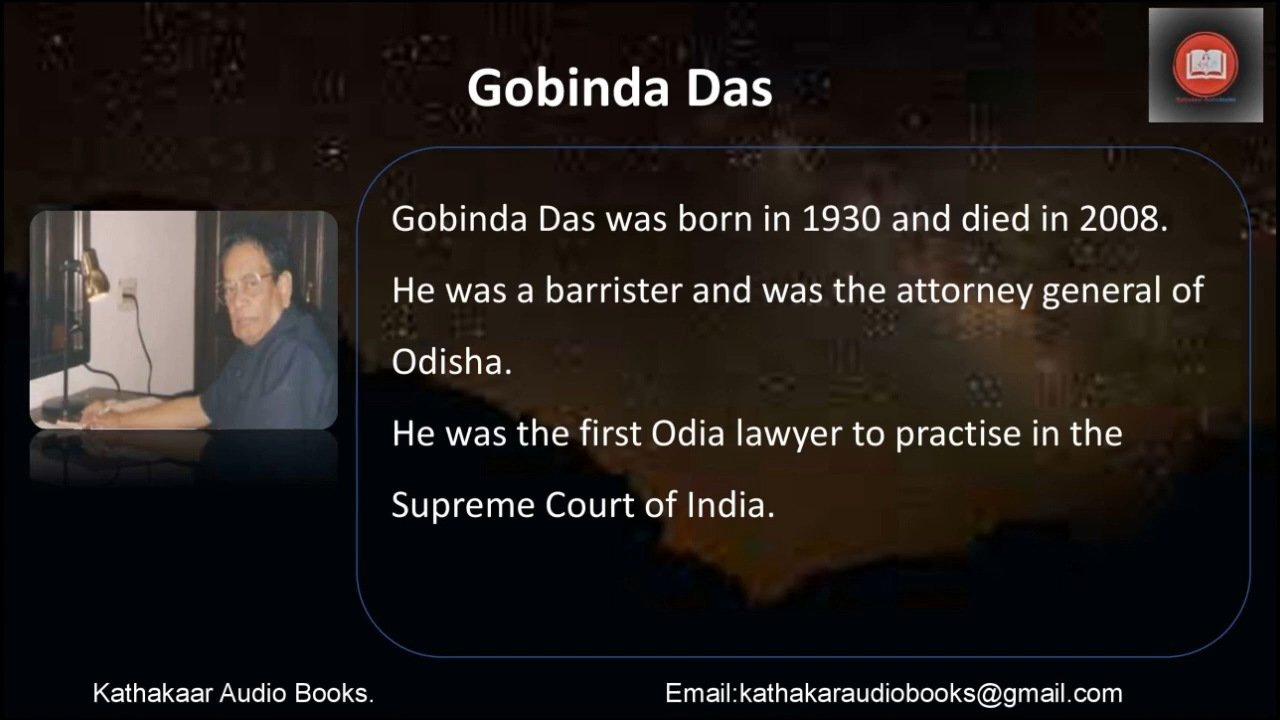 Gobinda Das
Gobinda Das was born in 1930 and died in 2008.
He was a barrister and was the attorney general of
Odisha.
He was the first Odia lawyer to practise in the
Supreme Court of India.
Kathakaar Audio Books.
Email:kathakaraudiobooks@gmail.com